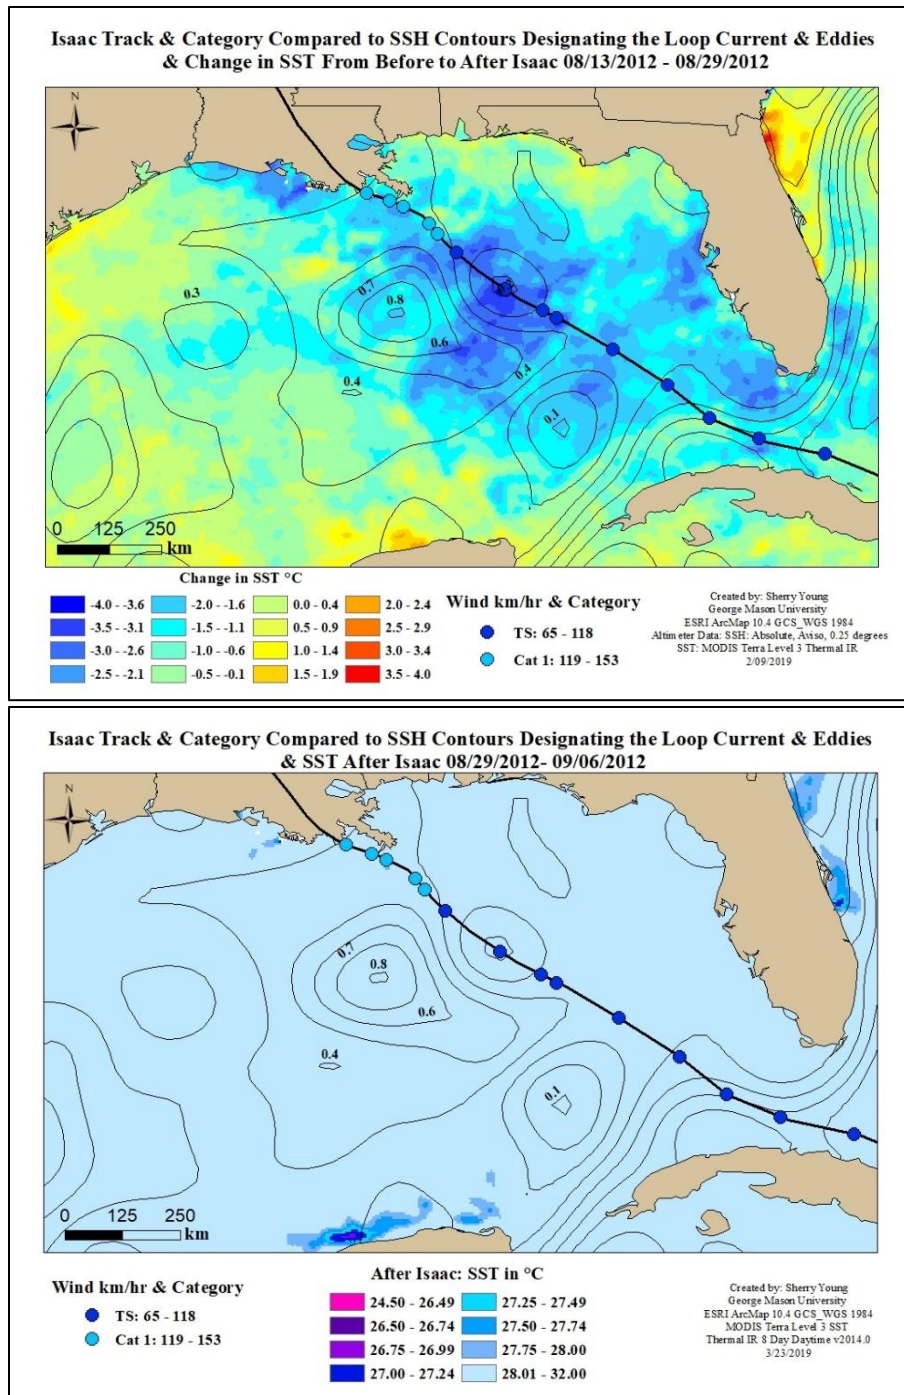 Isaac Track & Category Compared to SSH Contours Designating the Loop Current & Eddies
& Change in SST From Before to After Isaac 08/13/2012 - 08/29/2012
N
0.7
0.8
0.3
0.6
0.4
0.4
0.1
0 125 250
km
Change in SST °C
-4.0 - -3.6
-3.5 - -3.1
-3.0 - -2.6
-2.5 - -2.1
-2.0 - -1.6
-1.5 - -1.1
-1.0 - -0.6
-0.5 - -0.1
0.0 - 0.4
0.5 - 0.9
1.0 - 1.4
1.5 - 1.9
2.0 - 2.4
2.5 - 2.9
3.0 - 3.4
3.5 - 4.0
Wind km/hr & Category
TS: 65 - 118
Cat 1: 119 - 153
Created by: Sherry Young
George Mason University
ESRI ArcMap 10.4 GCS_WGS 1984
Altimeter Data: SSH: Absolute, Aviso, 0.25 degrees
SST: MODIS Terra Level 3 Thermal IR
2/09/2019
Isaac Track & Category Compared to SSH Contours Designating the Loop Current & Eddies
& SST After Isaac 08/29/2012- 09/06/2012
N
0.7
0.8
0.6
0.4
0.1
0 125 250
km
Wind km/hr & Category
TS: 65 - 118
Cat 1: 119 - 153
After Isaac: SST in °C
24.50 - 26.49
26.50 - 26.74
26.75 - 26.99
27.00 - 27.24
27.25 - 27.49
27.50 - 27.74
27.75 - 28.00
28.01 - 32.00
Created by: Sherry Young
George Mason University
ESRI ArcMap 10.4 GCS_WGS 1984
MODIS Terra Level 3 SST
Thermal IR 8 Day Daytime v2014.0
3/23/2019